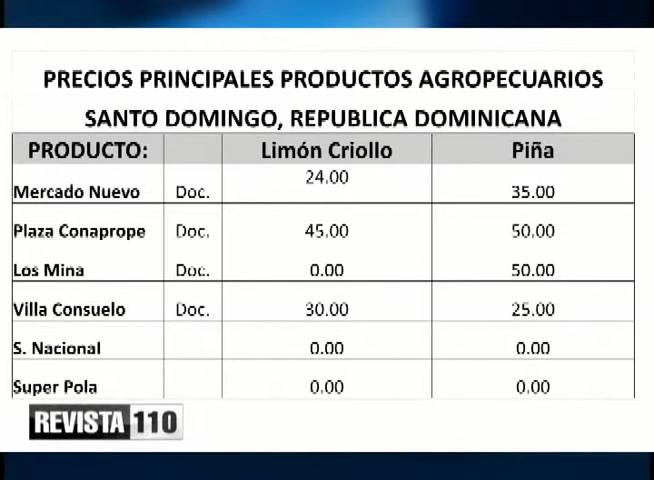 PRECIOS PRINCIPALES PRODUCTOS AGROPECUARIOS
SANTO DOMINGO, REPUBLICA DOMINICANA
PRODUCTO: Limón Criollo Piña
Mercado Nuevo Doc. 24.00 35.00
Plaza Conaprope Doc. 45.00 50.00
Los Mina Doc. 0.00 50.00
Villa Consuelo Doc. 30.00 25.00
S. Nacional 0.00 0.00
Super Pola 0.00 0.00
REVISTA 110